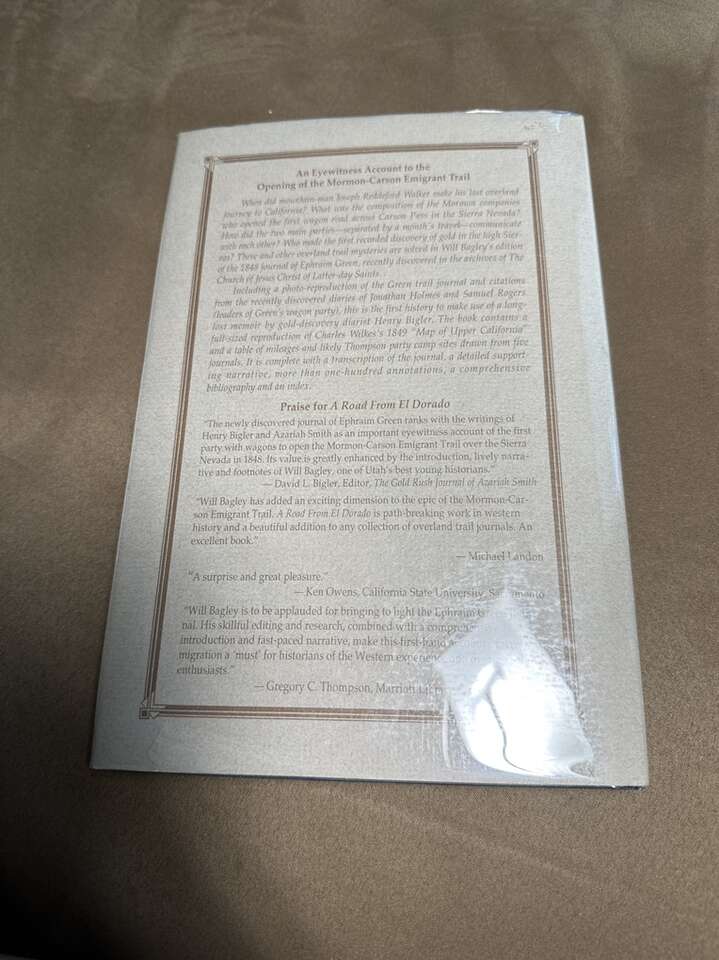 An Eyewitness Account to the
Opening of the Mormon-Carson Emigrant Trail
When did mountain-man Joseph Reddeford Walker make his last overland
journey to California? What was the composition of the Mormon companies
who opened the first wagon road across Carson Pass in the Sierra Nevada?
How did the two main parties—separated by a month's travel—communicate
with each other? Who made the first recorded discovery of gold in the high Sier-
ras? These and other overland trail mysteries are solved in Will Bagley's edition
of the 1848 journal of Ephraim Green, recently discovered in the archives of The
Church of Jesus Christ of Latter-day Saints.
Including a photo-reproduction of the Green trail journal and citations
from the recently discovered diaries of Jonathan Holmes and Samuel Rogers
(leaders of Green's wagon party), this is the first history to make use of a long-
lost memoir by gold-discovery diarist Henry Bigler. The book contains a
full-sized reproduction of Charles Wilkes's 1849 "Map of Upper California"
and a table of mileages and likely Thompson party camp sites drawn from five
journals. It is complete with a transcription of the journal, a detailed support-
ing narrative, more than one-hundred annotations, a comprehensive
bibliography and an index.
Praise for A Road From El Dorado
"The newly discovered journal of Ephraim Green ranks with the writings of
Henry Bigler and Azariah Smith as an important eyewitness account of the first
party with wagons to open the Mormon-Carson Emigrant Trail over the Sierra
Nevada in 1848. Its value is greatly enhanced by the introduction, lively narra-
tive and footnotes of Will Bagley, one of Utah's best young historians."
— David L. Bigler, Editor, The Gold Rush Journal of Azariah Smith
"Will Bagley has added an exciting dimension to the epic of the Mormon-Car-
son Emigrant Trail. A Road From El Dorado is path-breaking work in western
history and a beautiful addition to any collection of overland trail journals. An
excellent book."
— Michael Landon
"A surprise and great pleasure."
— Ken Owens, California State University, Sacramento
"Will Bagley is to be applauded for bringing to light the Ephraim
nal. His skillful editing and research, combined with a
introduction and fast-paced narrative, make this first-hand
migration a 'must' for historians of the Western
enthusiasts."
— Gregory C. Thompson, Marriott